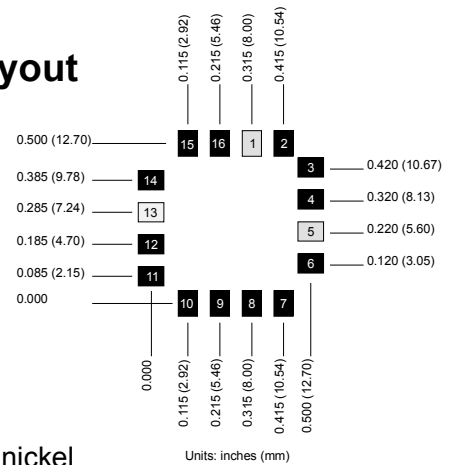 0.115 (2.92)
0.215 (5.46)
0.315 (8.00)
0.415 (10.54)
yout
0.500 (12.70)
15 16 1 2
3 0.420 (10.67)
0.385 (9.78) 14
4 0.320 (8.13)
0.285 (7.24) 13
5 0.220 (5.60)
0.185 (4.70) 12
6 0.120 (3.05)
0.085 (2.15) 11
0.000 10 9 8 7
0.000
0.115 (2.92)
0.215 (5.46)
0.315 (8.00)
0.415 (10.54)
0.500 (12.70)
nickel
Units: inches (mm)